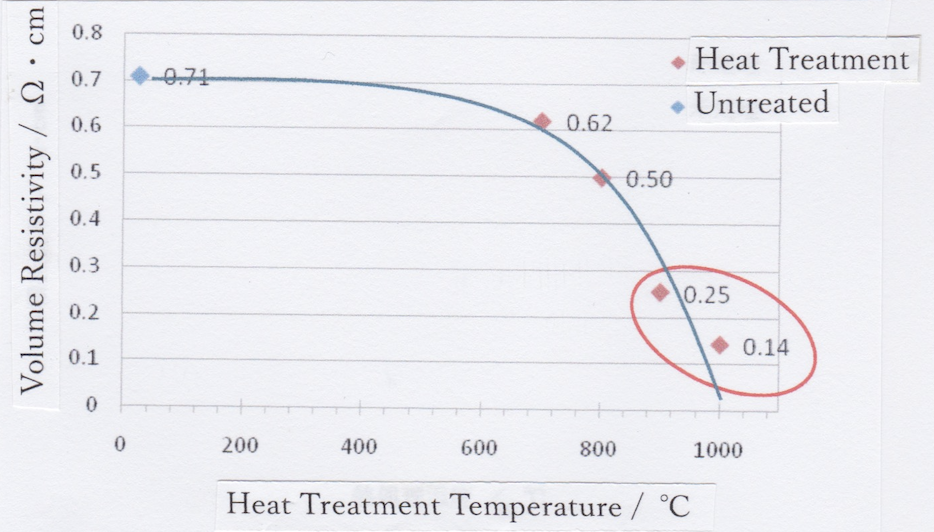 0.8
0.7
0.6
0.5
0.4
0.3
0.2
0.1
0
Volume Resistivity / Ω・cm
Heat Treatment
Untreated
0.71
0.62
0.50
0.25
0.14
0 200 400 600 800 1000
Heat Treatment Temperature / ℃